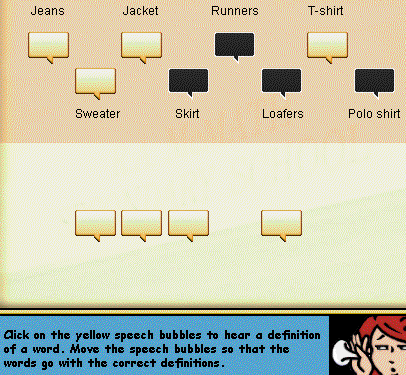 Jeans Jacket Runners T-shirt
Sweater Skirt Loafers Polo shirt
Click on the yellow speech bubbles to hear a definition
of a word. Move the speech bubbles so that the
words go with the correct definitions.